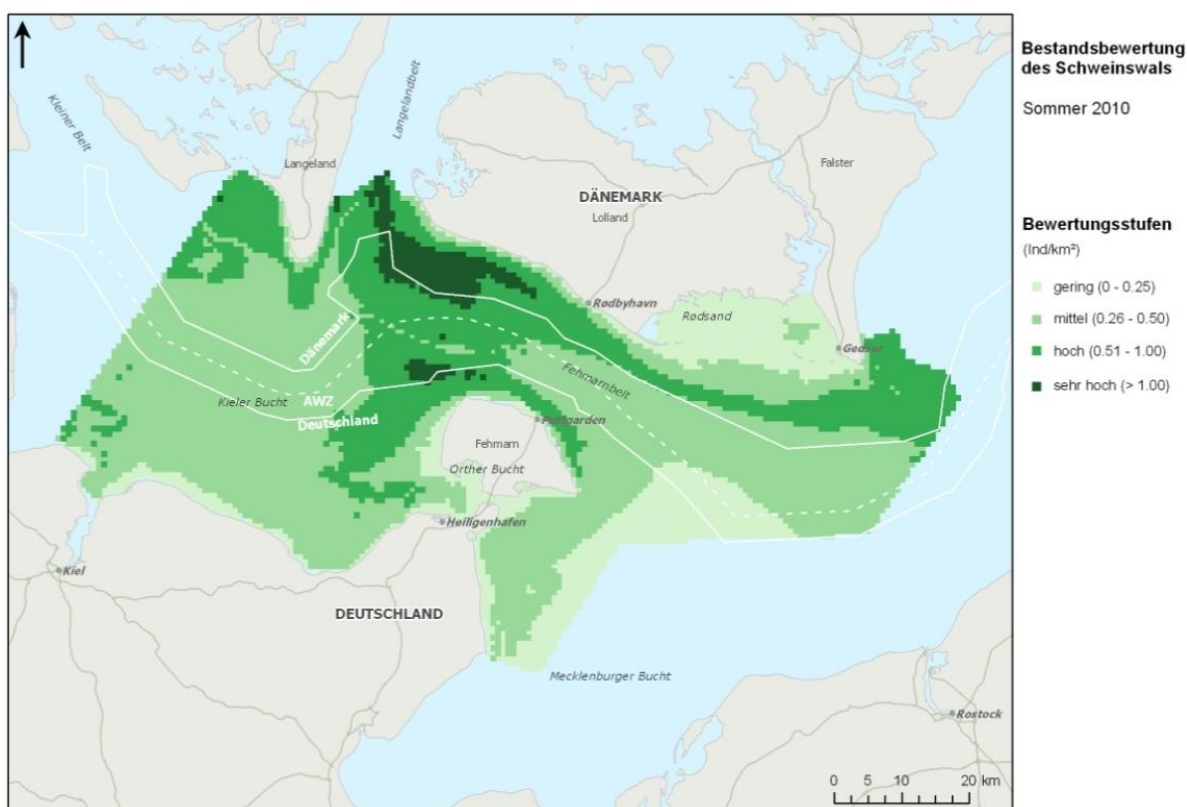 Bestandsbewertung
des Schweinswals
Sommer 2010
Bewertungsstufen
(Ind/km²)
gering (0 - 0.25)
mittel (0.26 - 0.50)
hoch (0.51 - 1.00)
sehr hoch (> 1.00)
Kleiner Belt
Langelandbelt
Langeland
Falster
DÄNEMARK
Lolland
Rødbyhavn
Rødsand
Gedser
Dänemark
Fehmarnbelt
Kieler Bucht
AWZ
Deutschland
Puttgarden
Fehmarn
Orther Bucht
Heiligenhafen
Kiel
DEUTSCHLAND
Mecklenburger Bucht
Rostock
0 5 10 20 km